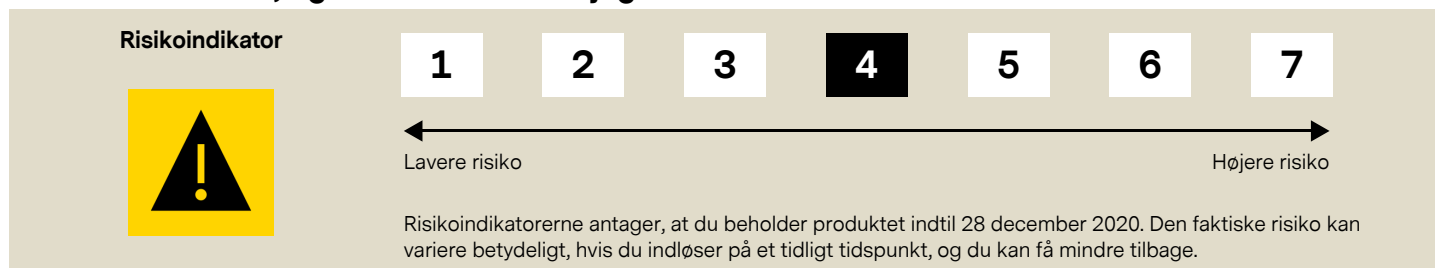 Risikoindikator
1 2 3 4 5 6 7
Lavere risiko Højere risiko
Risikoindikatorerne antager, at du beholder produktet indtil 28 december 2020. Den faktiske risiko kan
variere betydeligt, hvis du indløser på et tidligt tidspunkt, og du kan få mindre tilbage.